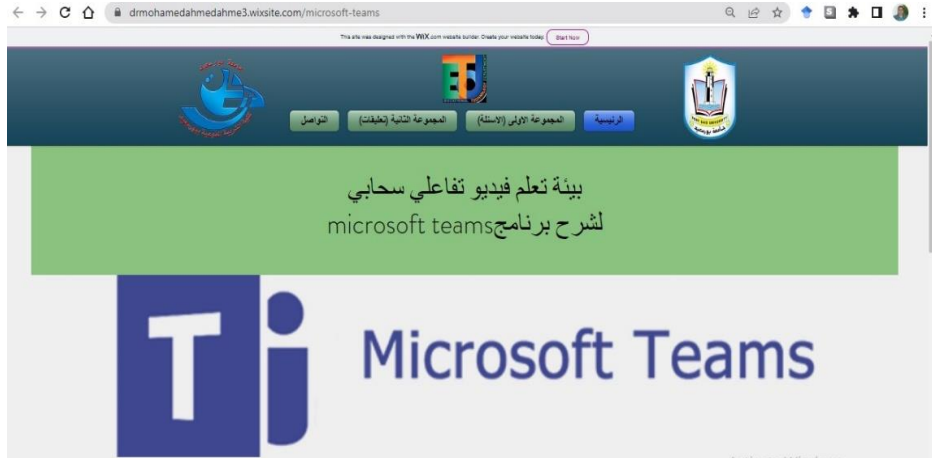 drmohamedahmedahme3.wixsite.com/microsoft-teams
This site was designed with the WIX.com website builder. Create your website today. Start Now
الرئيسية
المجموعة الاولى (الاسئلة)
المجموعة الثانية (تعليقات)
التواصل
بيئة تعلم فيديو تفاعلي سحابي
لشرح برنامجmicrosoft teams
T
Microsoft Teams